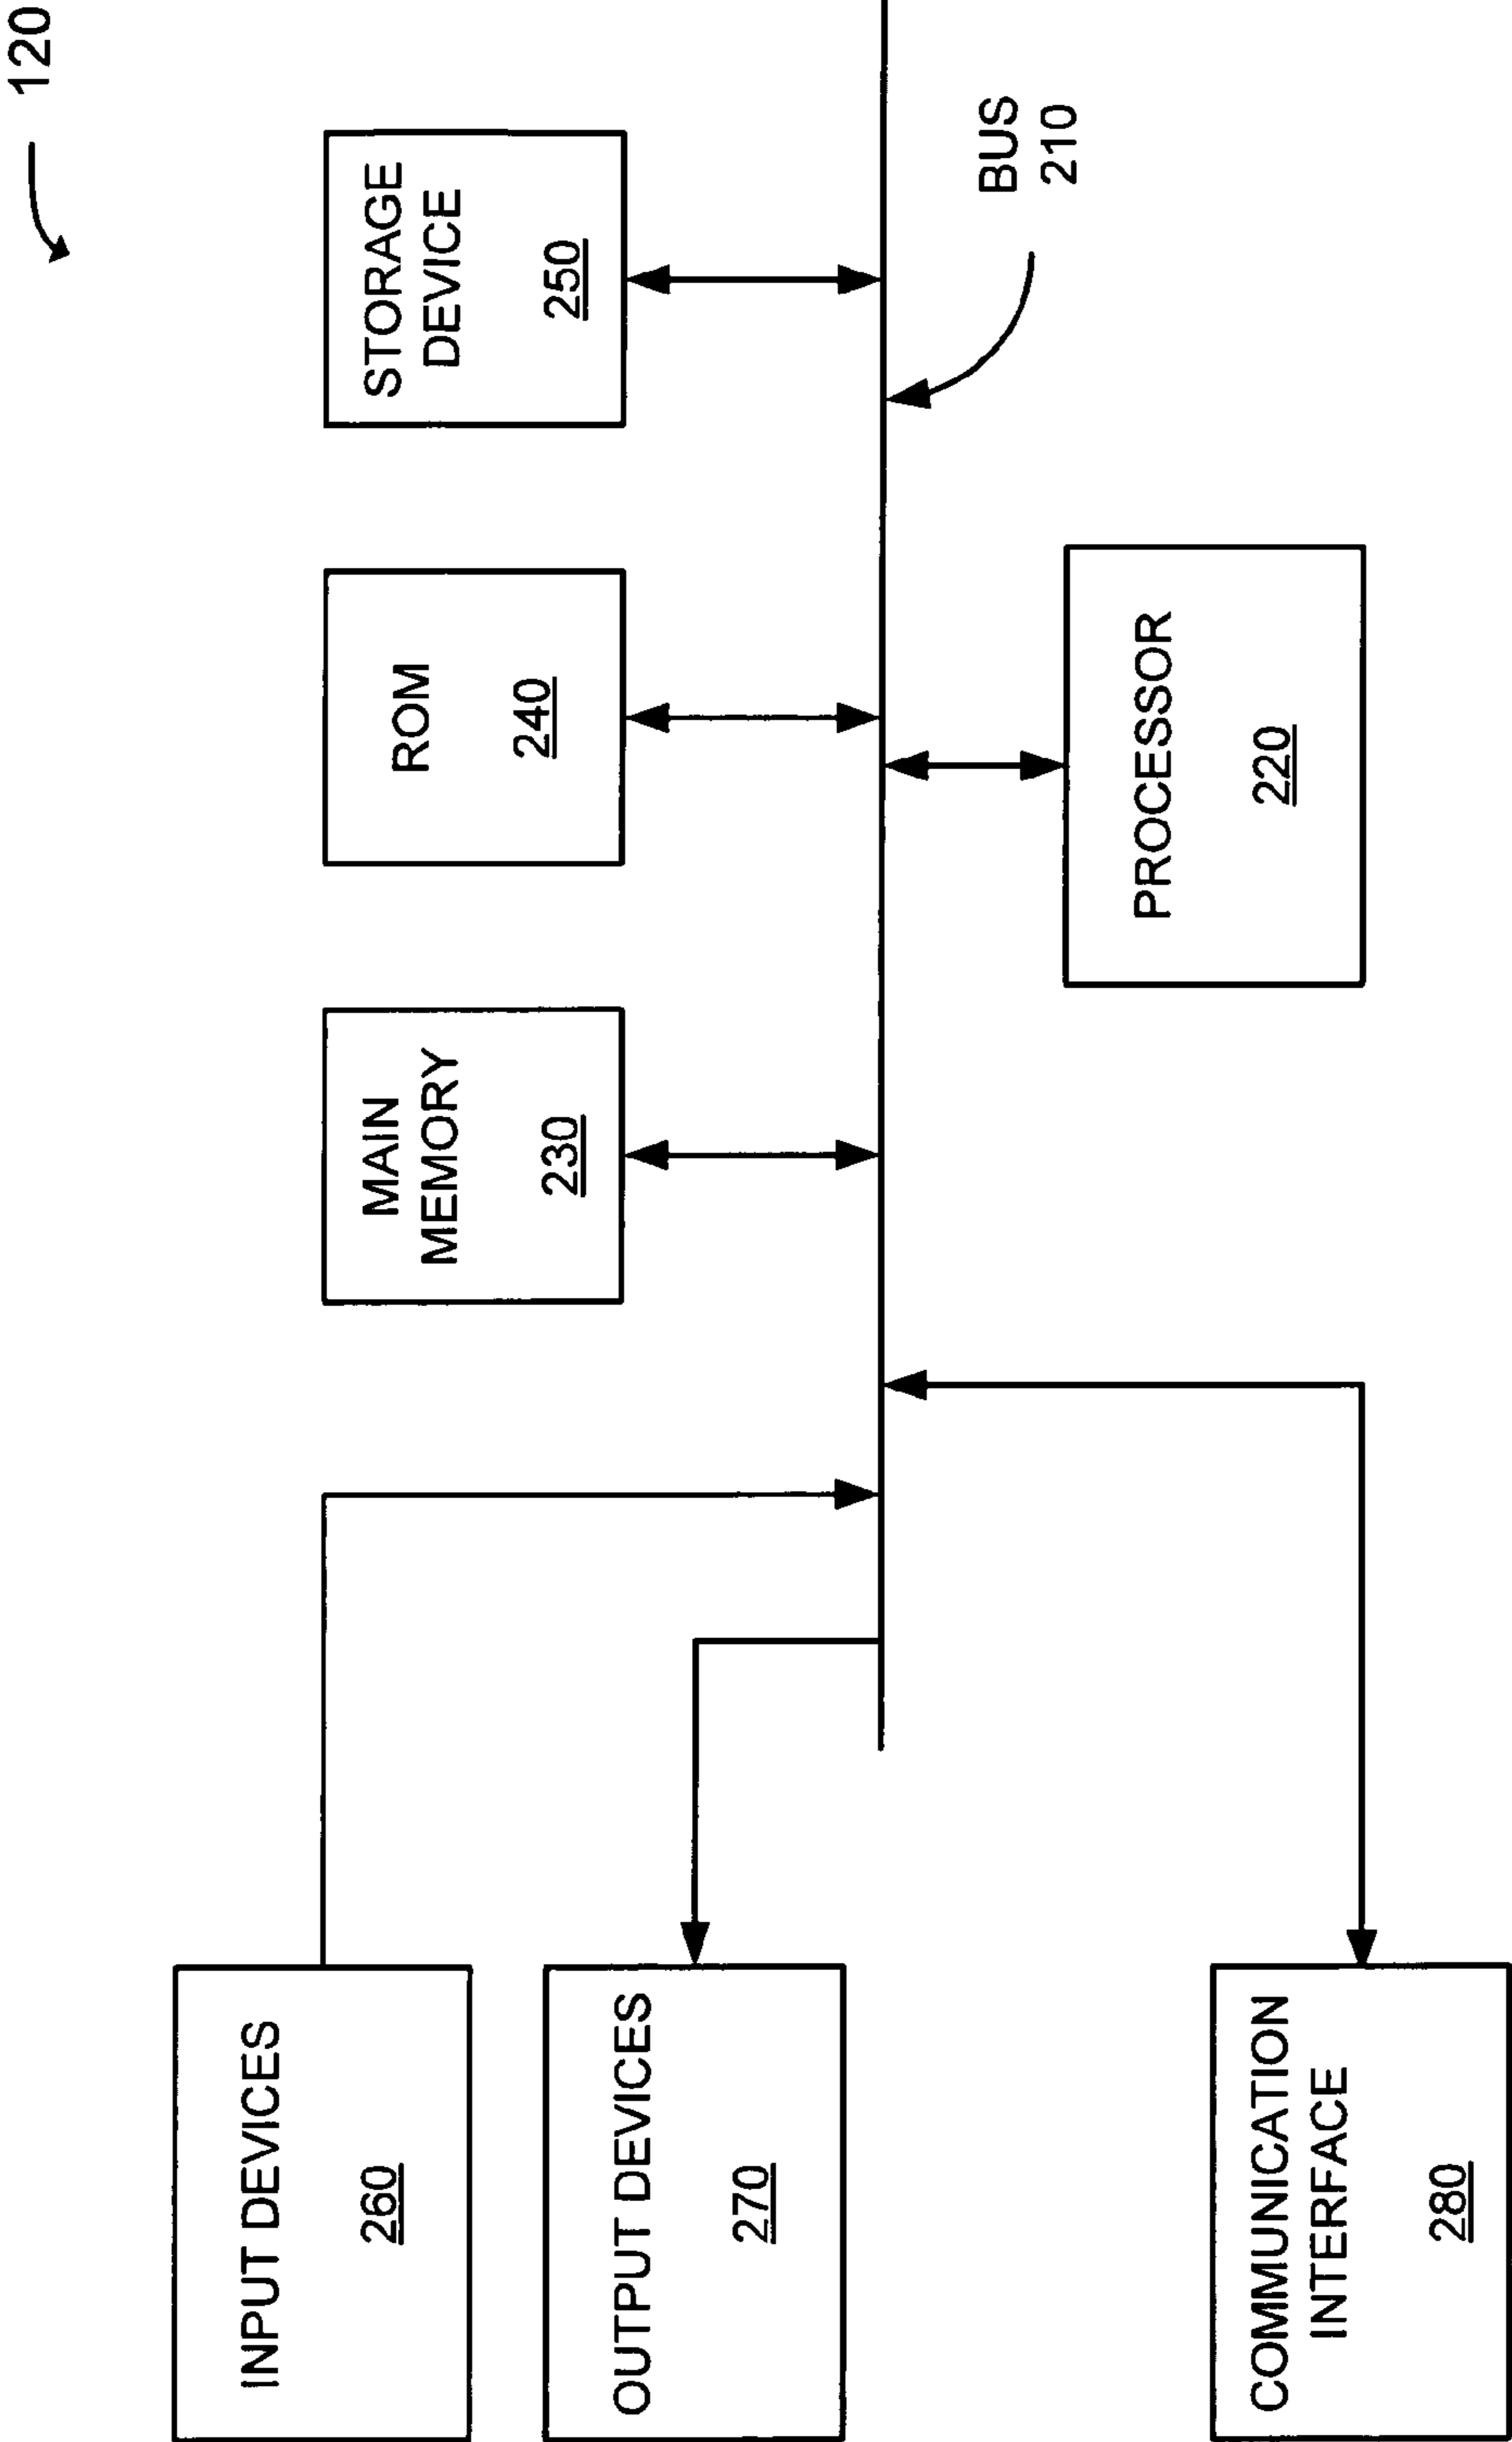 120
INPUT DEVICES
260
MAIN
MEMORY
230
ROM
240
STORAGE
DEVICE
250
OUTPUT DEVICES
270
BUS
210
PROCESSOR
220
COMMUNICATION
INTERFACE
280